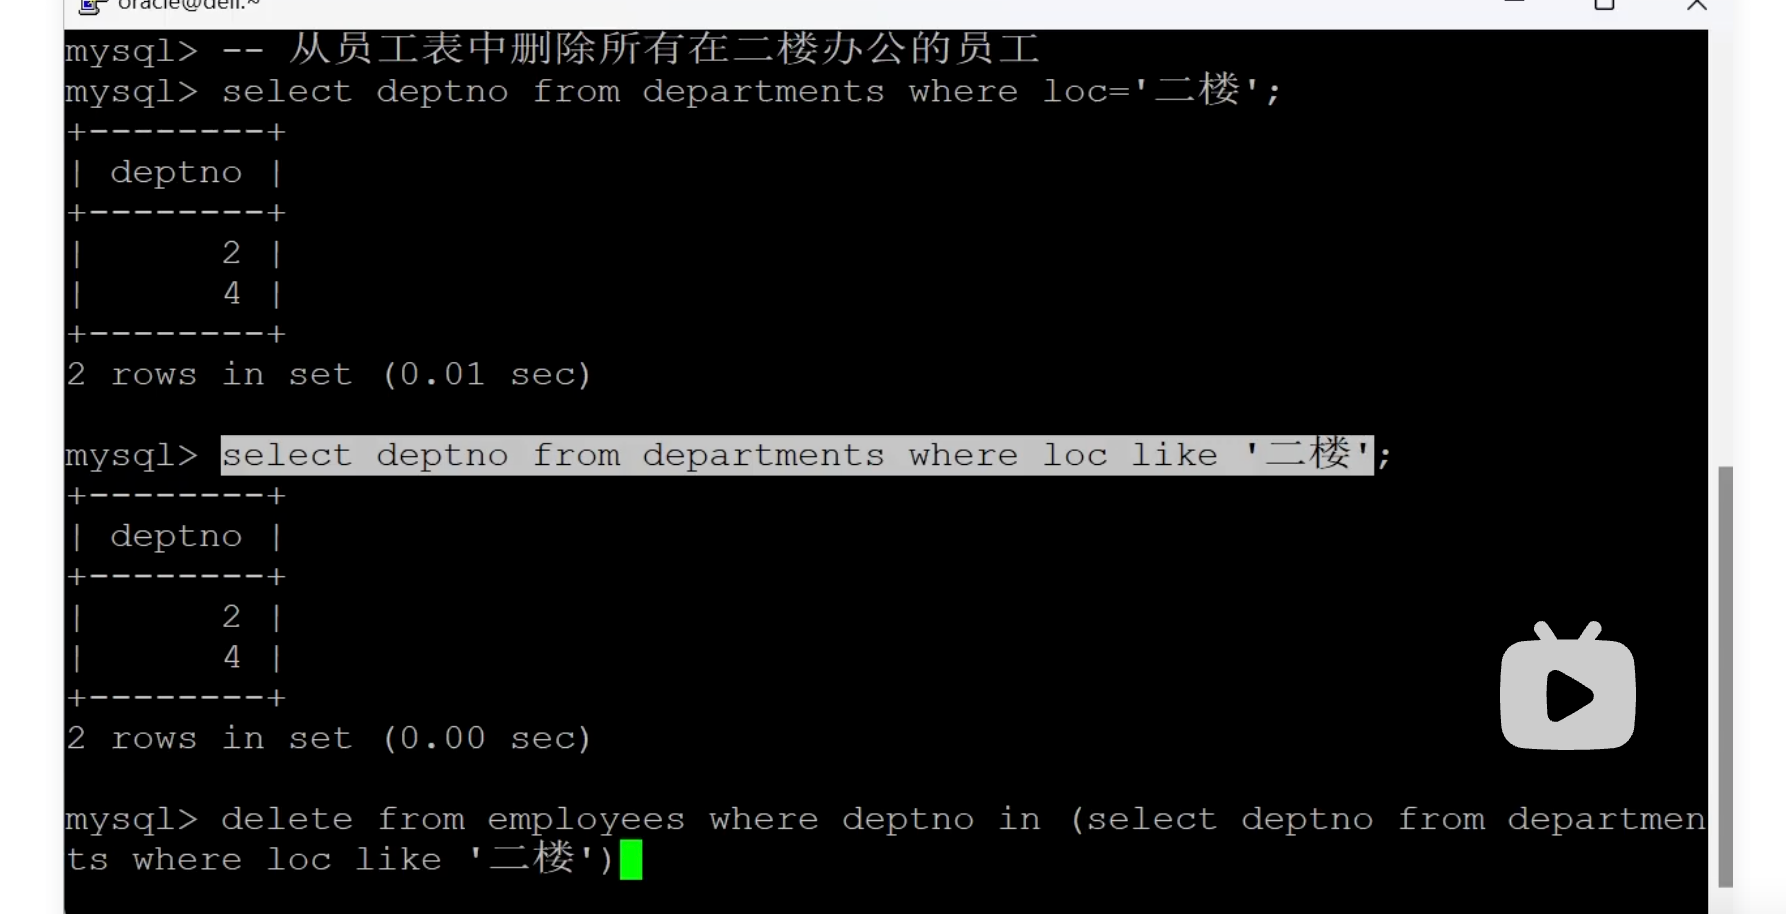 oracle@dell:~
mysql> -- 从员工表中删除所有在二楼办公的员工
mysql> select deptno from departments where loc='二楼';
+--------+
| deptno |
+--------+
|      2 |
|      4 |
+--------+
2 rows in set (0.01 sec)
mysql> select deptno from departments where loc like '二楼';
+--------+
| deptno |
+--------+
|      2 |
|      4 |
+--------+
2 rows in set (0.00 sec)
mysql> delete from employees where deptno in (select deptno from departmen
ts where loc like '二楼')